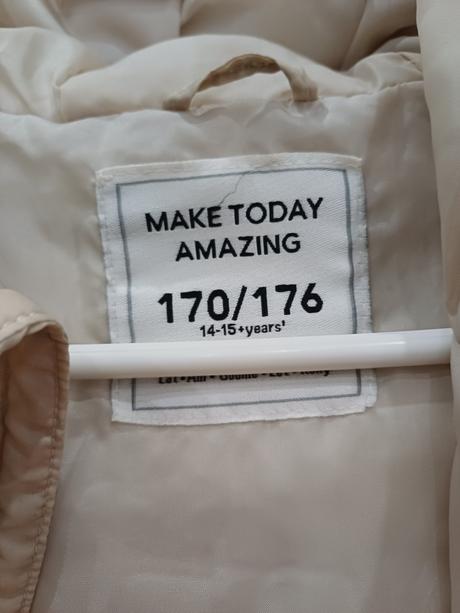 MAKE TODAY
AMAZING
170/176
14-15+years'